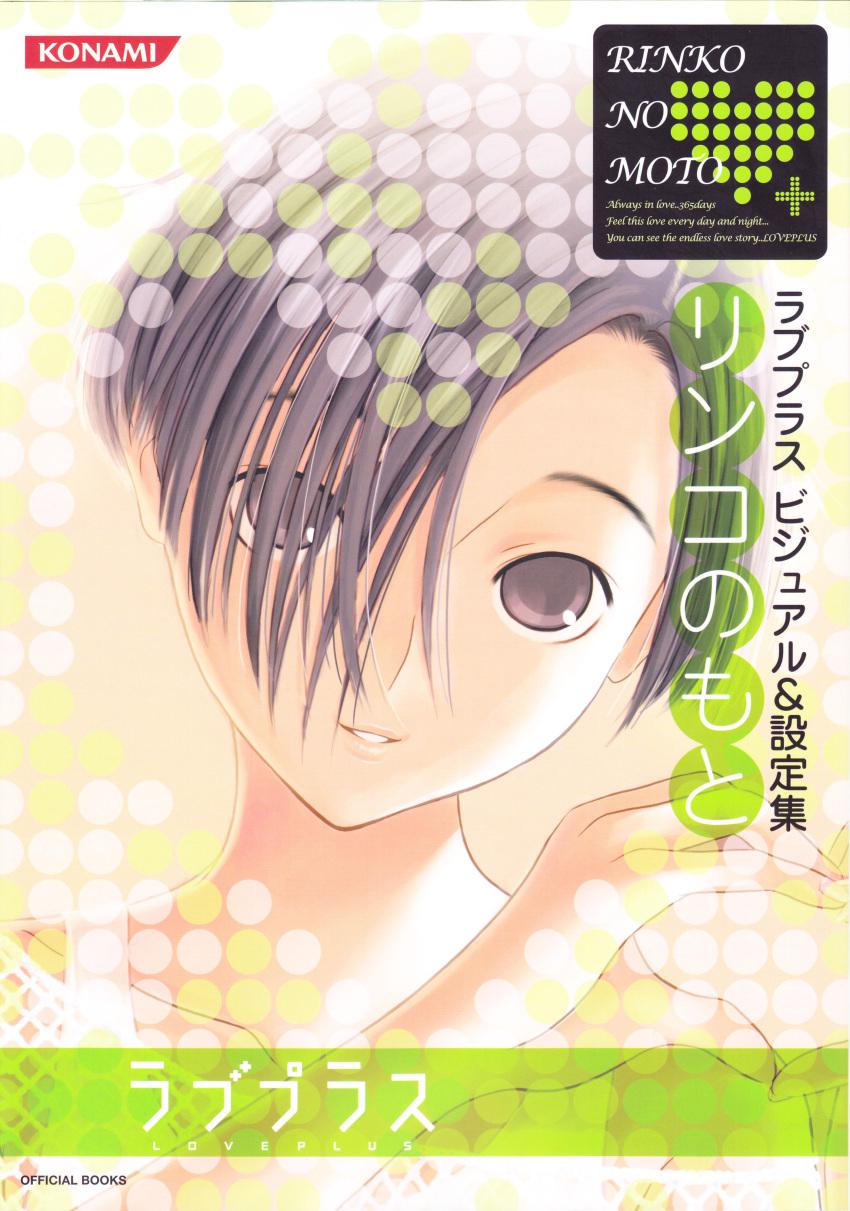 KONAMI
RINKO
NO
MOTO
Always in love..365days
Feel this love every day and night...
You can see the endless love story..LOVEPLUS
ラブプラス ビジュアル&設定集
リンコのもと
ラブプラス
LOVEPLUS
OFFICIAL BOOKS